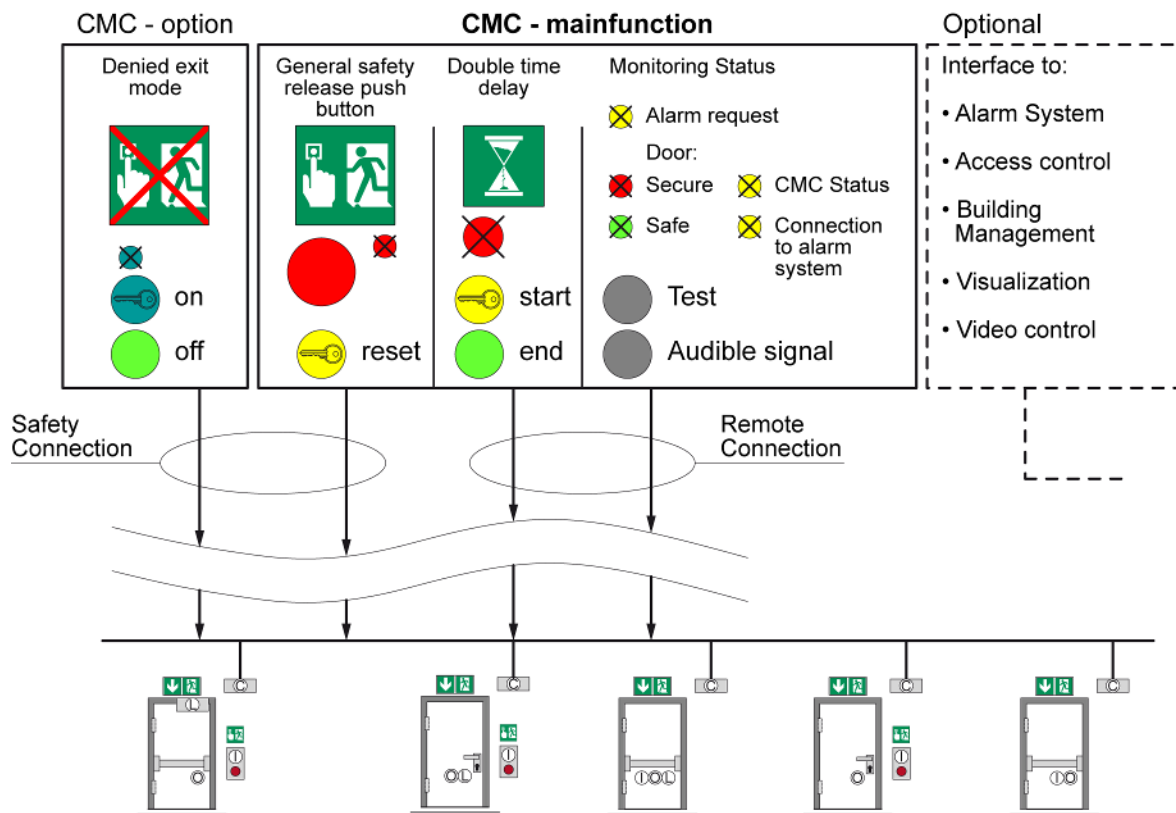 CMC - option
CMC - mainfunction
Optional
Denied exit
mode
on
off
General safety
release push
button
reset
Double time
delay
start
end
Monitoring Status
Alarm request
Door:
Secure
CMC Status
Safe
Connection
to alarm
system
Test
Audible signal
Interface to:
• Alarm System
• Access control
• Building
Management
• Visualization
• Video control
Safety
Connection
Remote
Connection
C
C
C
C
C
L
I
O
I
O L
I O L
I
O
I O